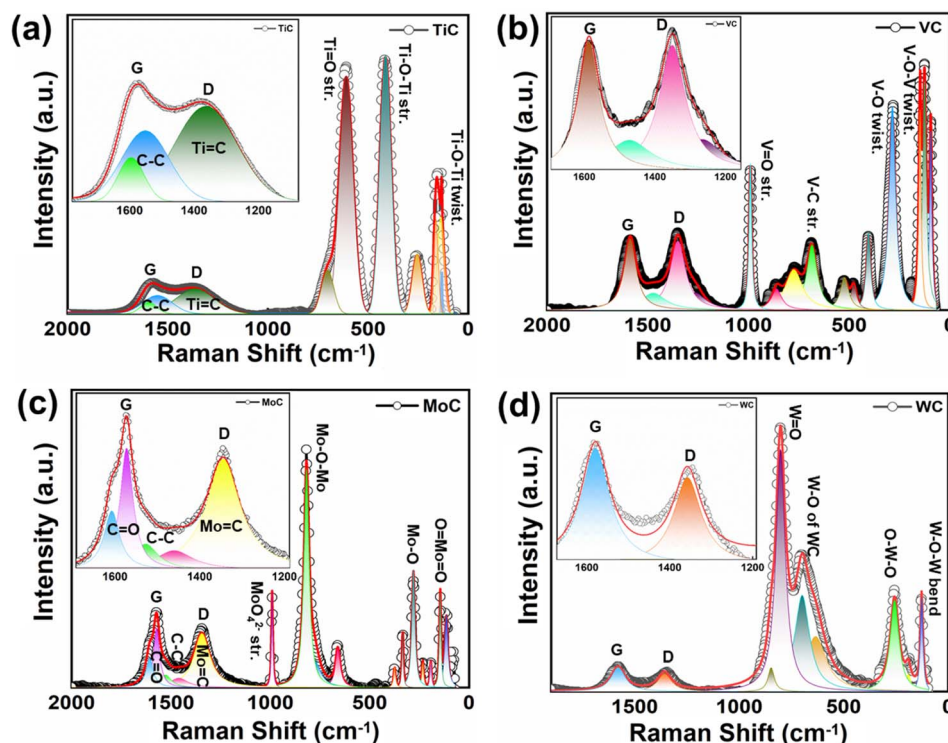 (a)
TiC
TiC
G
D
C-C
Ti=C
1600
1400
1200
Ti=O str.
Ti-O-Ti str.
Ti-O-Ti twist.
G
D
C-C
Ti=C
Intensity (a.u.)
2000
1500
1000
500
0
Raman Shift (cm-1)
(b)
VC
VC
G
D
1600
1400
1200
V=O str.
V-C str.
V-O twist.
V-O-V twist.
G
D
Intensity (a.u.)
2000
1500
1000
500
0
Raman Shift (cm-1)
(c)
MoC
MoC
G
D
C=O
C-C
Mo=C
1600
1400
1200
Mo-O-Mo
Mo-O
O=Mo=O
MoO42- str.
G
D
C-C
C=O
Mo=C
Intensity (a.u.)
2000
1500
1000
500
0
Raman Shift (cm-1)
(d)
WC
WC
G
D
1600
1400
1200
W=O
W-O of WC
O-W-O
W-O-W bend
G
D
Intensity (a.u.)
1500
1000
500
0
Raman Shift (cm-1)